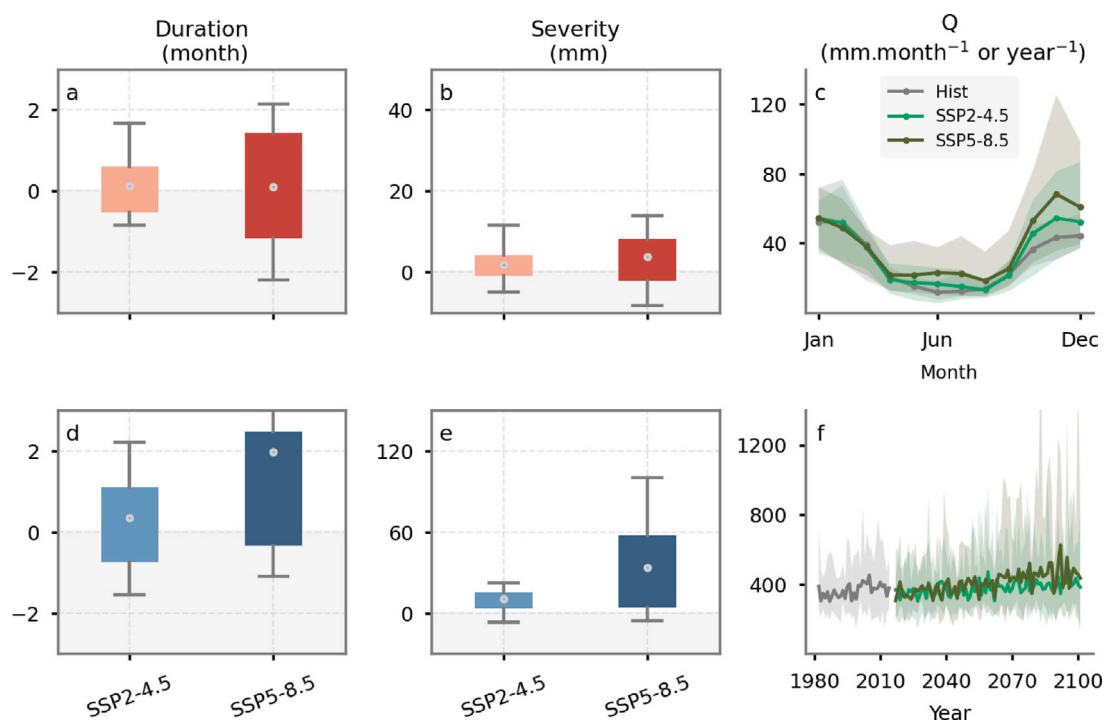 Duration
(month)
Severity
(mm)
Q
(mm.month⁻¹ or year⁻¹)
a
2
0
−2
b
40
20
0
c
Hist
SSP2-4.5
SSP5-8.5
120
80
40
Jan
Jun
Dec
Month
d
2
0
−2
SSP2-4.5
SSP5-8.5
e
120
60
0
SSP2-4.5
SSP5-8.5
f
1200
800
400
1980
2010
2040
2070
2100
Year